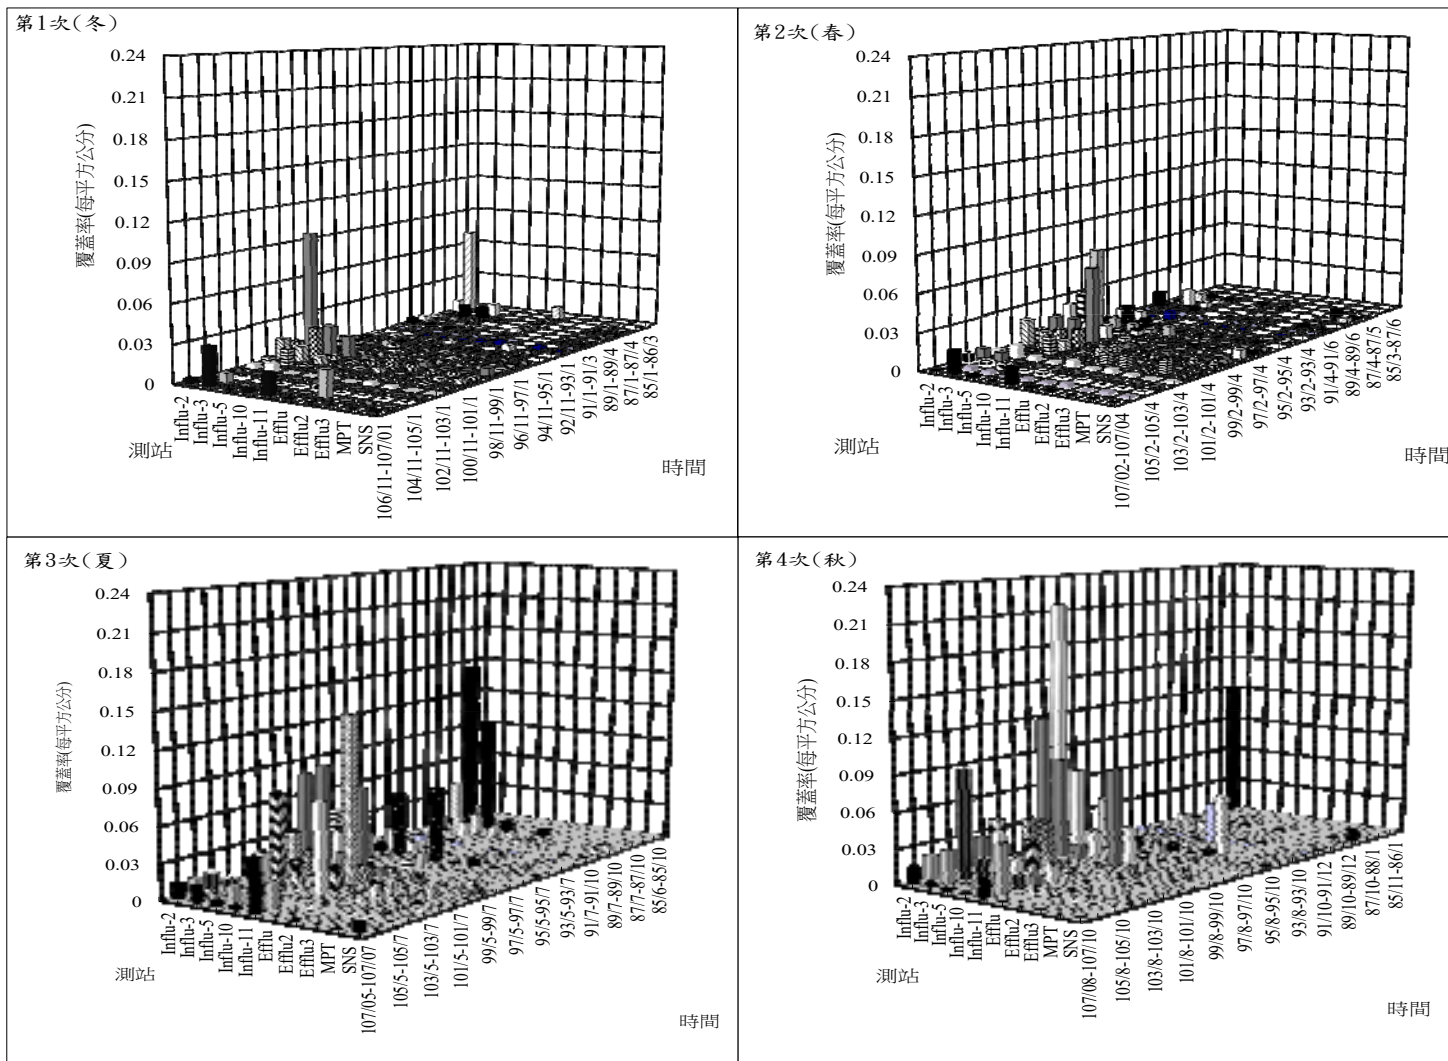 第1次(冬)
0.24
0.21
0.18
0.15
0.12
0.09
0.06
0.03
0
覆蓋率(每平方公分)
Influ-2
Influ-3
Influ-5
Influ-10
Influ-11
Efflu
Efflu2
Efflu3
MPT
SNS
測站
106/11-107/01
104/11-105/1
102/11-103/1
100/11-101/1
98/11-99/1
96/11-97/1
94/11-95/1
92/11-93/1
91/1-91/3
89/1-89/4
87/1-87/4
85/1-86/3
時間
第2次(春)
0.24
0.21
0.18
0.15
0.12
0.09
0.06
0.03
0
覆蓋率(每平方公分)
Influ-2
Influ-3
Influ-5
Influ-10
Influ-11
Efflu
Efflu2
Efflu3
MPT
SNS
測站
107/02-107/04
105/2-105/4
103/2-103/4
101/2-101/4
99/2-99/4
97/2-97/4
95/2-95/4
93/2-93/4
91/4-91/6
89/4-89/6
87/4-87/5
85/3-87/6
時間
第3次(夏)
0.24
0.21
0.18
0.15
0.12
0.09
0.06
0.03
0
覆蓋率(每平方公分)
Influ-2
Influ-3
Influ-5
Influ-10
Influ-11
Efflu
Efflu2
Efflu3
MPT
SNS
測站
107/05-107/07
105/5-105/7
103/5-103/7
101/5-101/7
99/5-99/7
97/5-97/7
95/5-95/7
93/5-93/7
91/7-91/10
89/7-89/10
87/7-87/10
85/6-85/10
時間
第4次(秋)
0.24
0.21
0.18
0.15
0.12
0.09
0.06
0.03
0
覆蓋率(每平方公分)
Influ-2
Influ-3
Influ-5
Influ-10
Influ-11
Efflu
Efflu2
Efflu3
MPT
SNS
測站
107/08-107/10
105/8-105/10
103/8-103/10
101/8-101/10
99/8-99/10
97/8-97/10
95/8-95/10
93/8-93/10
91/10-91/12
89/10-89/12
87/10-88/1
85/11-86/1
時間